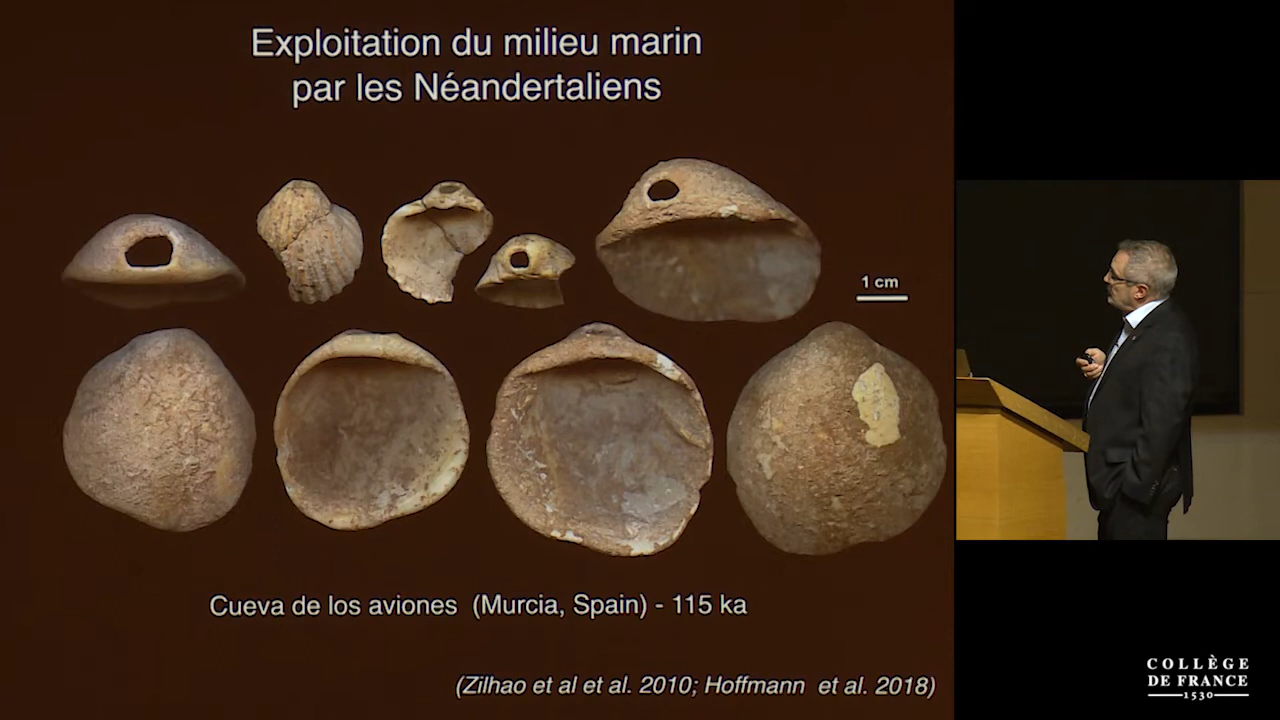 Exploitation du milieu marin
par les Néandertaliens
1 cm
Cueva de los aviones (Murcia, Spain) - 115 ka
(Zilhao et al et al. 2010; Hoffmann et al. 2018)
COLLÈGE
DE FRANCE
1530